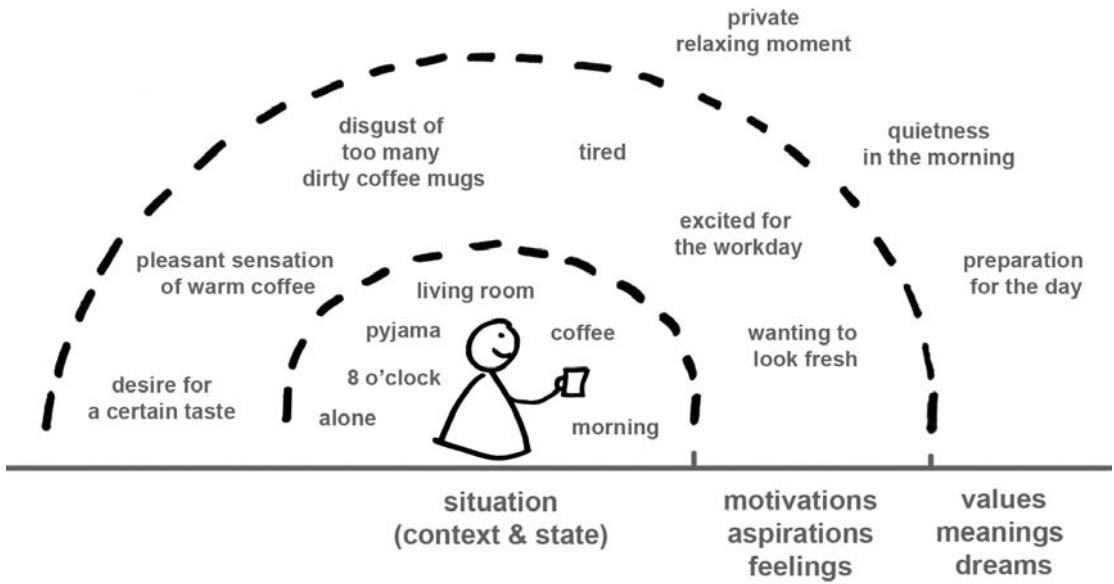 private
relaxing moment
disgust of
too many
dirty coffee mugs
tired
quietness
in the morning
excited for
the workday
pleasant sensation
of warm coffee
preparation
for the day
living room
pyjama
coffee
wanting to
look fresh
8 o'clock
desire for
a certain taste
alone
morning
situation
(context & state)
motivations
aspirations
feelings
values
meanings
dreams